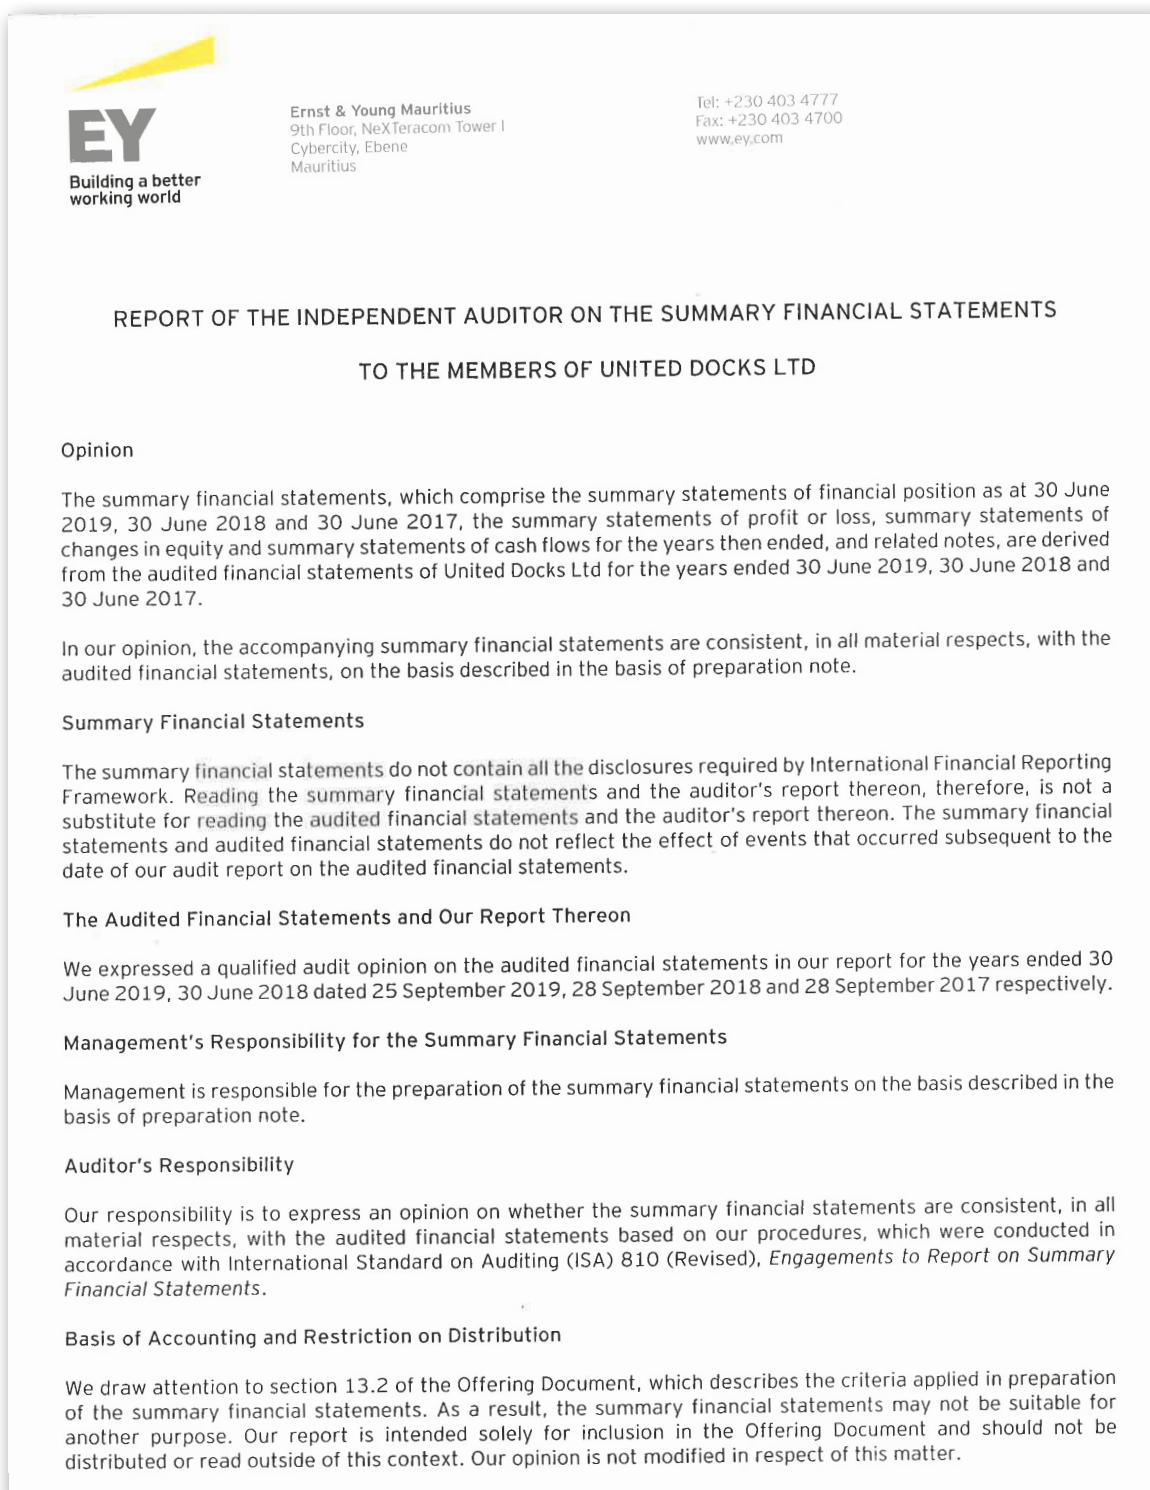 EY
Building a better
working world
Ernst & Young Mauritius
9th Floor, NeXTeracom Tower I
Cybercity, Ebene
Mauritius
Tel: +230 403 4777
Fax: +230 403 4700
www.ey.com
REPORT OF THE INDEPENDENT AUDITOR ON THE SUMMARY FINANCIAL STATEMENTS
TO THE MEMBERS OF UNITED DOCKS LTD
Opinion
The summary financial statements, which comprise the summary statements of financial position as at 30 June
2019, 30 June 2018 and 30 June 2017, the summary statements of profit or loss, summary statements of
changes in equity and summary statements of cash flows for the years then ended, and related notes, are derived
from the audited financial statements of United Docks Ltd for the years ended 30 June 2019, 30 June 2018 and
30 June 2017.
In our opinion, the accompanying summary financial statements are consistent, in all material respects, with the
audited financial statements, on the basis described in the basis of preparation note.
Summary Financial Statements
The summary financial statements do not contain all the disclosures required by International Financial Reporting
Framework. Reading the summary financial statements and the auditor's report thereon, therefore, is not a
substitute for reading the audited financial statements and the auditor's report thereon. The summary financial
statements and audited financial statements do not reflect the effect of events that occurred subsequent to the
date of our audit report on the audited financial statements.
The Audited Financial Statements and Our Report Thereon
We expressed a qualified audit opinion on the audited financial statements in our report for the years ended 30
June 2019, 30 June 2018 dated 25 September 2019, 28 September 2018 and 28 September 2017 respectively.
Management's Responsibility for the Summary Financial Statements
Management is responsible for the preparation of the summary financial statements on the basis described in the
basis of preparation note.
Auditor's Responsibility
Our responsibility is to express an opinion on whether the summary financial statements are consistent, in all
material respects, with the audited financial statements based on our procedures, which were conducted in
accordance with International Standard on Auditing (ISA) 810 (Revised), Engagements to Report on Summary
Financial Statements.
Basis of Accounting and Restriction on Distribution
We draw attention to section 13.2 of the Offering Document, which describes the criteria applied in preparation
of the summary financial statements. As a result, the summary financial statements may not be suitable for
another purpose. Our report is intended solely for inclusion in the Offering Document and should not be
distributed or read outside of this context. Our opinion is not modified in respect of this matter.